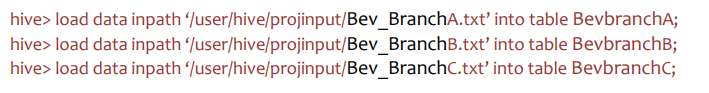 hive> load data inpath ‘/user/hive/projinput/Bev_BranchA.txt’ into table BevbranchA;
hive> load data inpath ‘/user/hive/projinput/Bev_BranchB.txt’ into table BevbranchB;
hive> load data inpath ‘/user/hive/projinput/Bev_BranchC.txt’ into table BevbranchC;